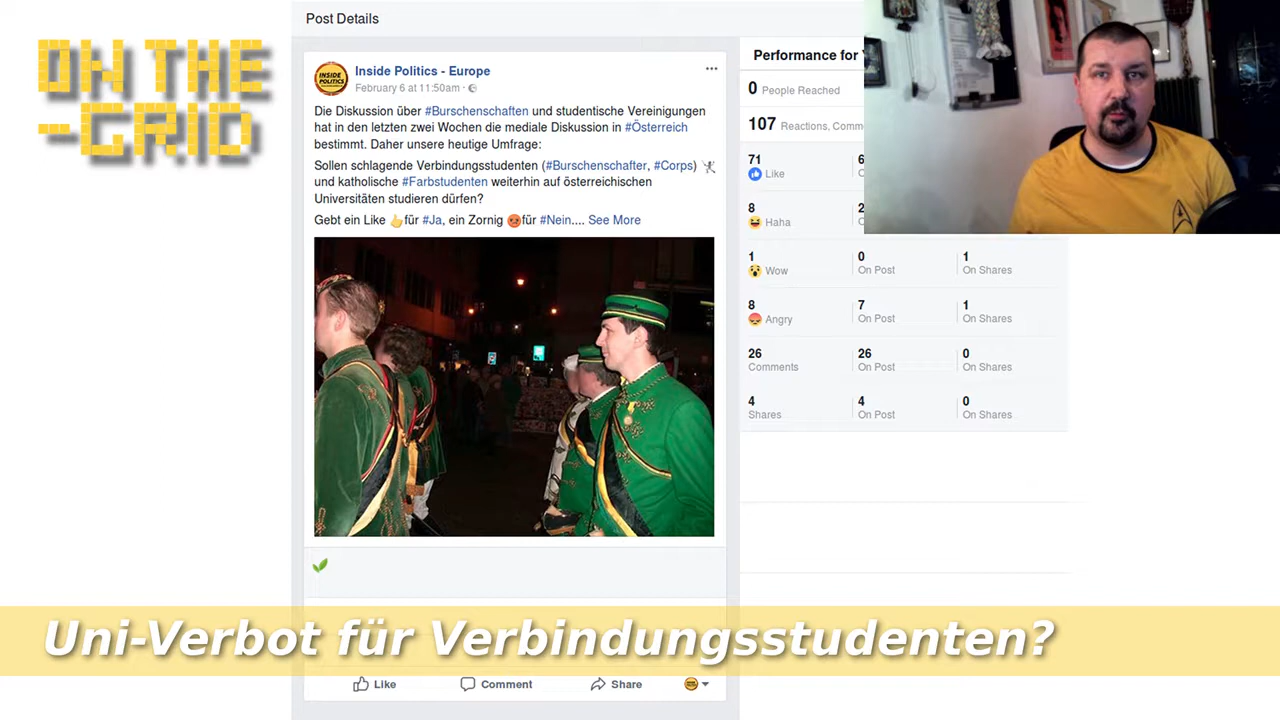 ON THE
-GRID
Post Details
INSIDE
POLITICS
Inside Politics - Europe
February 6 at 11:50am ·
Die Diskussion über #Burschenschaften und studentische Vereinigungen
hat in den letzten zwei Wochen die mediale Diskussion in #Österreich
bestimmt. Daher unsere heutige Umfrage:
Sollen schlagende Verbindungsstudenten (#Burschenschafter, #Corps)
und katholische #Farbstudenten weiterhin auf österreichischen
Universitäten studieren dürfen?
Gebt ein Like 👍für #Ja, ein Zornig 😡für #Nein.... See More
Like
Comment
Share
Performance for
0 People Reached
107 Reactions,
71
Like
8
Haha
1
Wow
0
On Post
1
On Shares
8
Angry
7
On Post
1
On Shares
26
Comments
26
On Post
0
On Shares
4
Shares
4
On Post
0
On Shares
Uni-Verbot für Verbindungsstudenten?